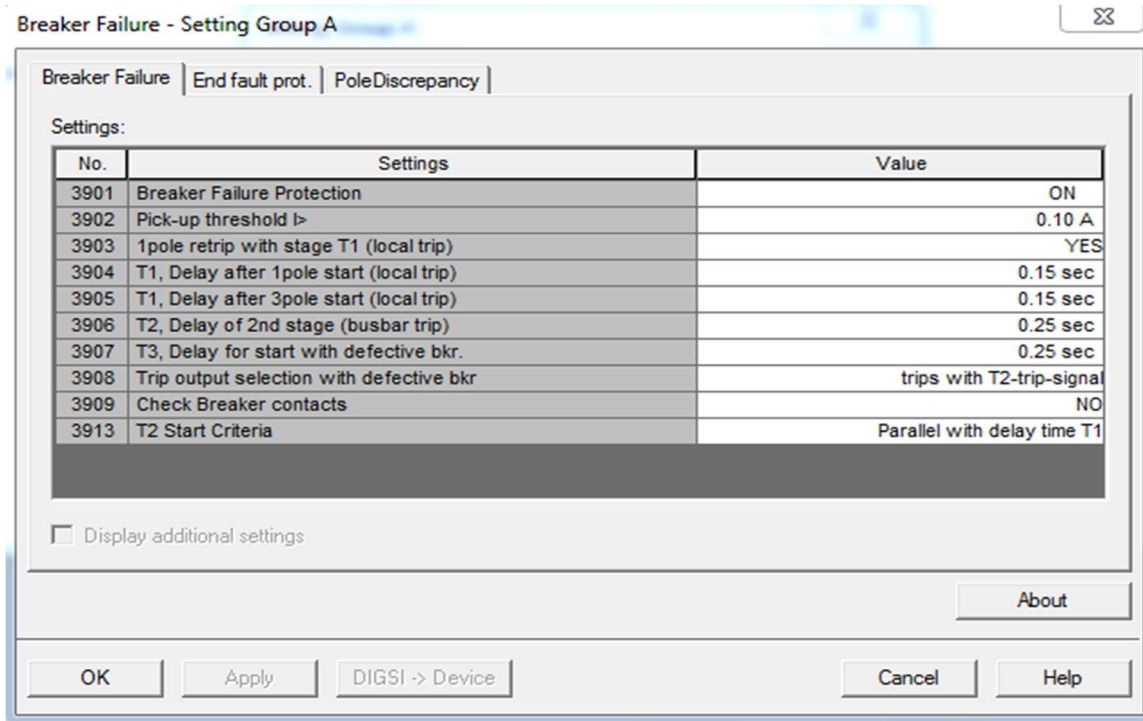 Breaker Failure - Setting Group A
Breaker Failure End fault prot. PoleDiscrepancy
Settings:
No. Settings Value
3901 Breaker Failure Protection ON
3902 Pick-up threshold I> 0.10 A
3903 1pole retrip with stage T1 (local trip) YES
3904 T1, Delay after 1pole start (local trip) 0.15 sec
3905 T1, Delay after 3pole start (local trip) 0.15 sec
3906 T2, Delay of 2nd stage (busbar trip) 0.25 sec
3907 T3, Delay for start with defective bkr. 0.25 sec
3908 Trip output selection with defective bkr trips with T2-trip-signal
3909 Check Breaker contacts NO
3913 T2 Start Criteria Parallel with delay time T1
Display additional settings
About
OK Apply DIGSI -> Device Cancel Help